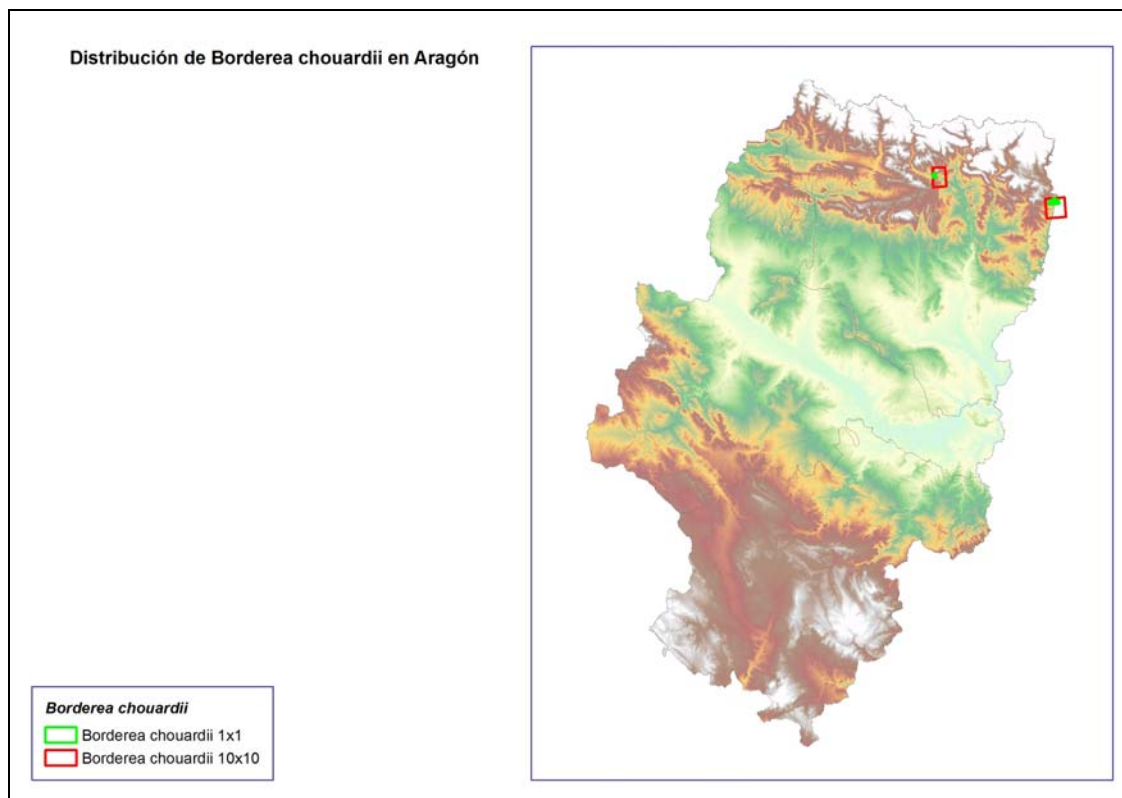 Distribución de Borderea chouardii en Aragón
Borderea chouardii
Borderea chouardii 1x1
Borderea chouardii 10x10